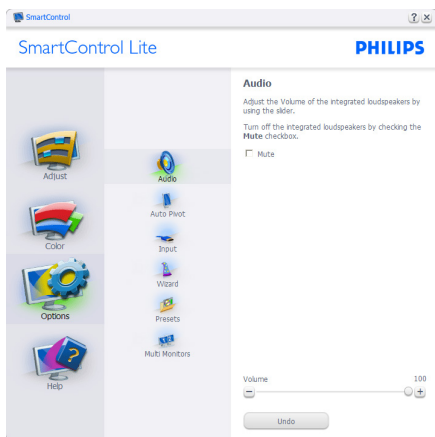 SmartControl
SmartControl Lite
PHILIPS
Adjust
Color
Options
Help
Audio
Auto Pivot
Input
Wizard
Presets
Multi Monitors
Audio
Adjust the Volume of the integrated loudspeakers by
using the slider.
Turn off the integrated loudspeakers by checking the
Mute checkbox.
Mute
Volume 100
Undo